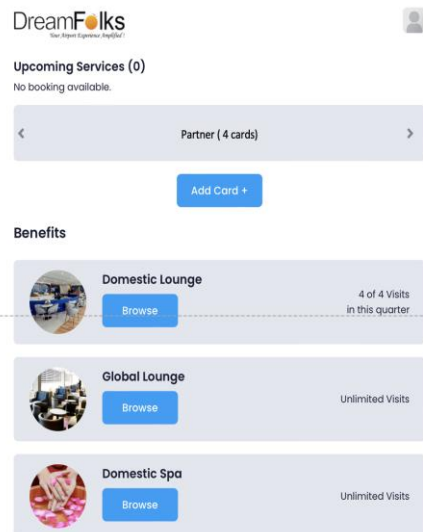 DreamFolks
Your Airport Experience Amplified !
Upcoming Services (0)
No booking available.
Partner ( 4 cards)
Add Card +
Benefits
Domestic Lounge
Browse
4 of 4 Visits
in this quarter
Global Lounge
Browse
Unlimited Visits
Domestic Spa
Browse
Unlimited Visits